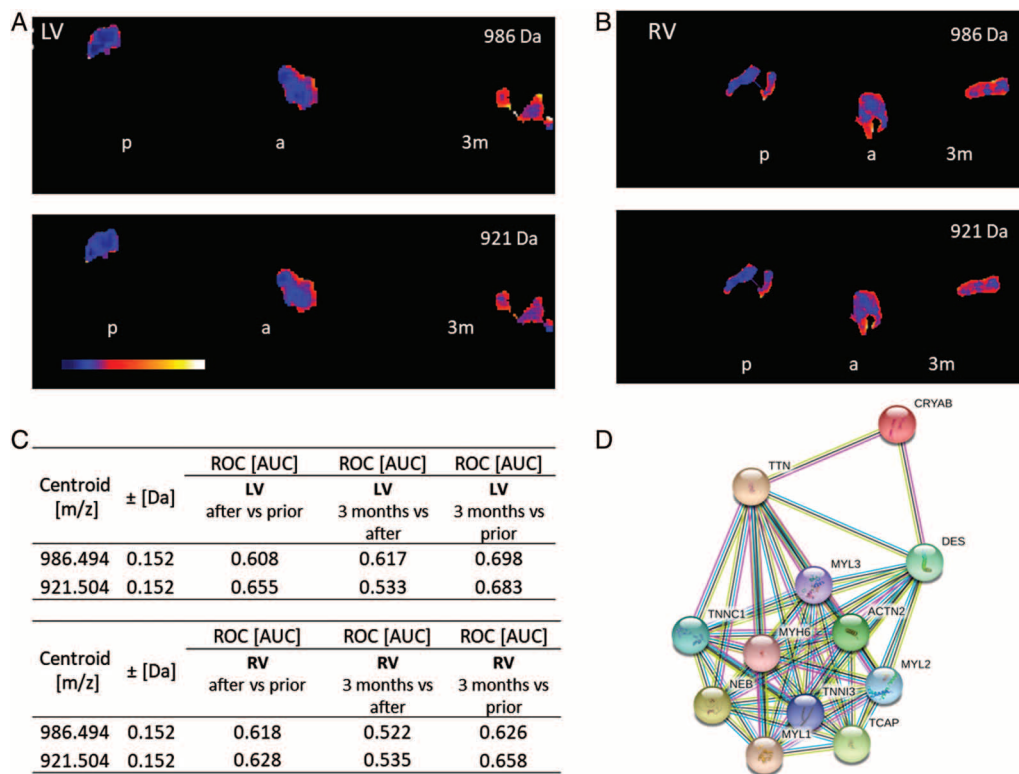 A
LV
986 Da
p
a
3m
921 Da
p
a
3m
B
RV
986 Da
p
a
3m
921 Da
p
a
3m
C
Centroid [m/z] ± [Da] ROC [AUC] ROC [AUC] ROC [AUC]
LV LV LV
after vs prior 3 months vs after 3 months vs prior
986.494 0.152 0.608 0.617 0.698
921.504 0.152 0.655 0.533 0.683
Centroid [m/z] ± [Da] ROC [AUC] ROC [AUC] ROC [AUC]
RV RV RV
after vs prior 3 months vs after 3 months vs prior
986.494 0.152 0.618 0.522 0.626
921.504 0.152 0.628 0.535 0.658
D
CRYAB
TTN
DES
MYL3
TNNC1
ACTN2
MYH6
MYL2
NEB
TNNI3
TCAP
MYL1